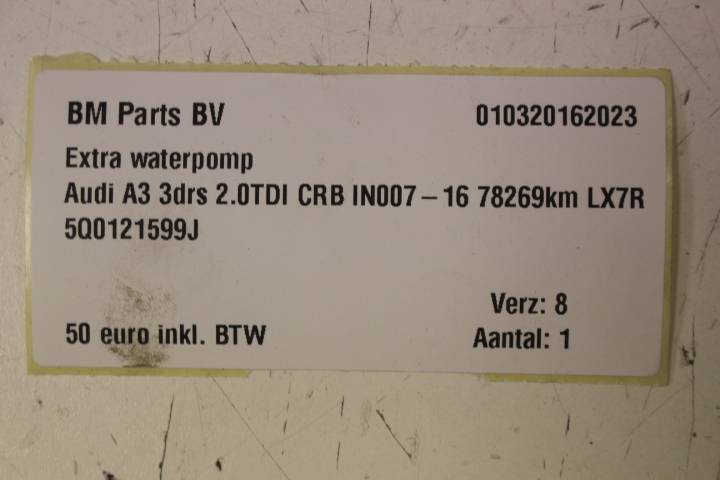 BM Parts BV 010320162023
Extra waterpomp
Audi A3 3drs 2.0TDI CRB IN007 – 16 78269km LX7R
5Q0121599J
Verz: 8
50 euro inkl. BTW Aantal: 1